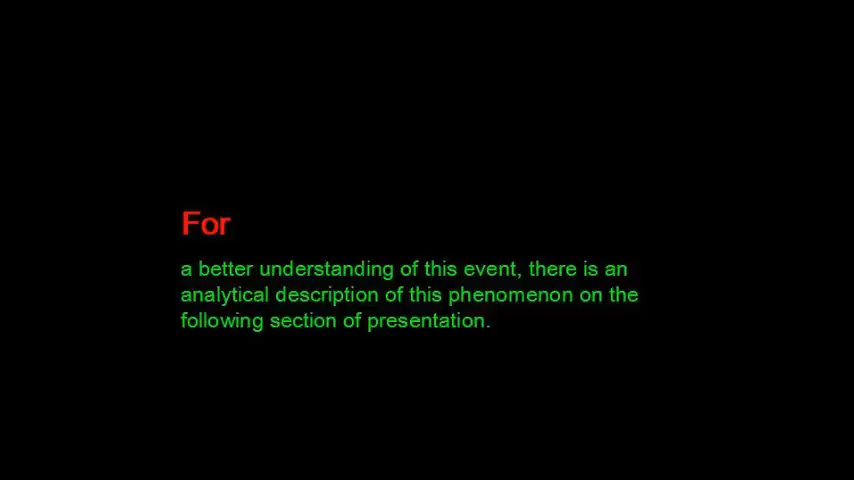 For
a better understanding of this event, there is an
analytical description of this phenomenon on the
following section of presentation.